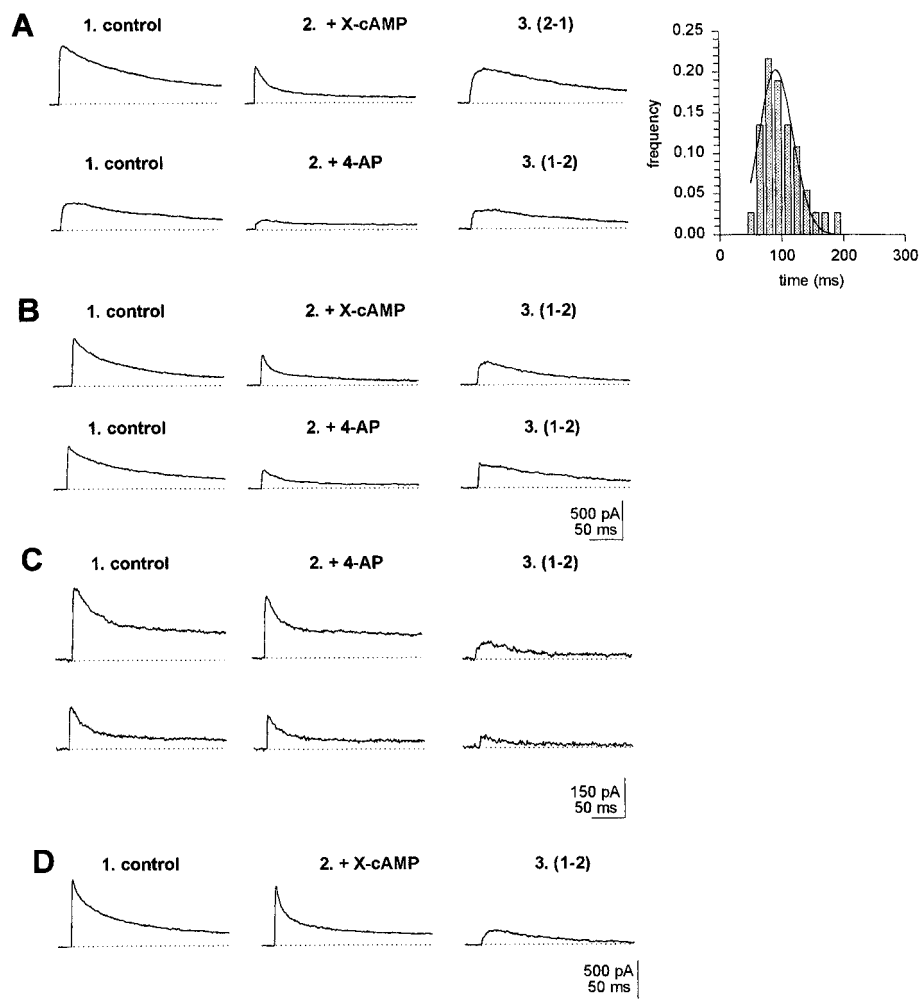 A
1. control
2. + X-cAMP
3. (2-1)
1. control
2. + 4-AP
3. (1-2)
0.25
0.20
0.15
0.10
0.05
0.00
frequency
0
100
200
300
time (ms)
B
1. control
2. + X-cAMP
3. (1-2)
1. control
2. + 4-AP
3. (1-2)
500 pA
50 ms
C
1. control
2. + 4-AP
3. (1-2)
150 pA
50 ms
D
1. control
2. + X-cAMP
3. (1-2)
500 pA
50 ms